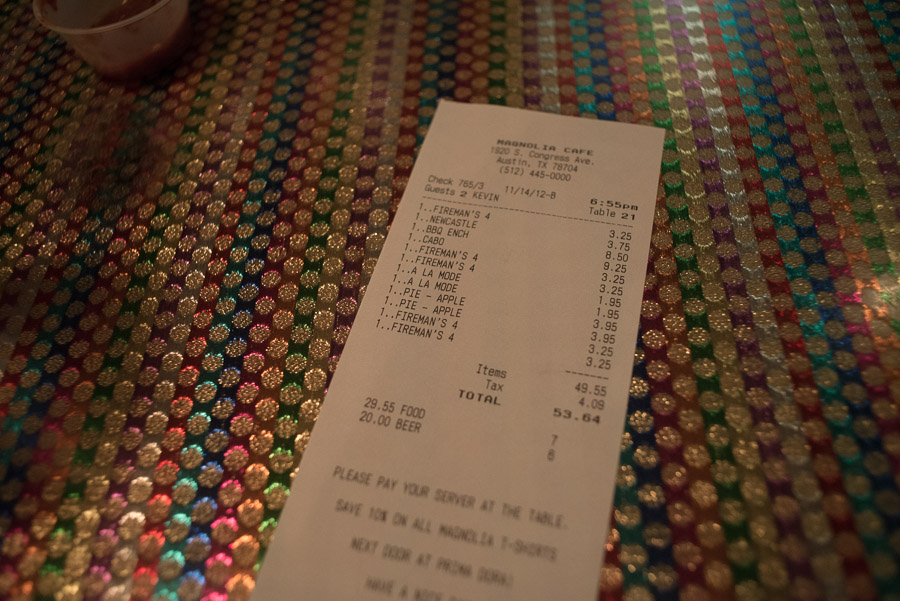 MAGNOLIA CAFE
1920 S. Congress Ave.
Austin, TX 78704
(512) 445-0000
Check 765/3 11/14/12-B 6:55pm
Guests 2 KEVIN Table 21
1..FIREMAN'S 4 3.25
1..NEWCASTLE 3.75
1..BBQ ENCH 8.50
1..CABO 9.25
1..FIREMAN'S 4 3.25
1..FIREMAN'S 4 3.25
1..A LA MODE 1.95
1..A LA MODE 1.95
1..PIE - APPLE 3.95
1..PIE - APPLE 3.95
1..FIREMAN'S 4 3.25
1..FIREMAN'S 4 3.25
Items 49.55
Tax 4.09
TOTAL 53.64
29.55 FOOD 7
20.00 BEER 6
PLEASE PAY YOUR SERVER AT THE TABLE.
SAVE 10% ON ALL MAGNOLIA T-SHIRTS
NEXT DOOR AT PRIMA DORA!
HAVE A NICE